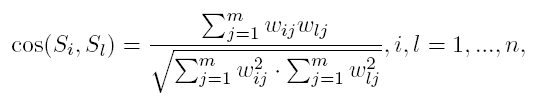 $\cos(S_i, S_l) = \frac{\sum_{j=1}^{m} w_{ij} w_{lj}}{\sqrt{\sum_{j=1}^{m} w_{ij}^2 \cdot \sum_{j=1}^{m} w_{lj}^2}}, i, l = 1, ..., n,$